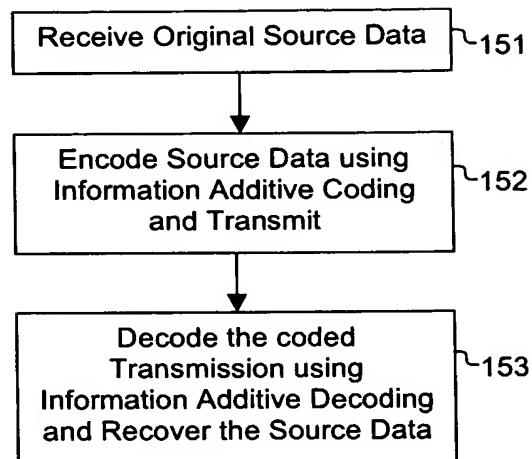 Receive Original Source Data
151
Encode Source Data using
Information Additive Coding
and Transmit
152
Decode the coded
Transmission using
Information Additive Decoding
and Recover the Source Data
153